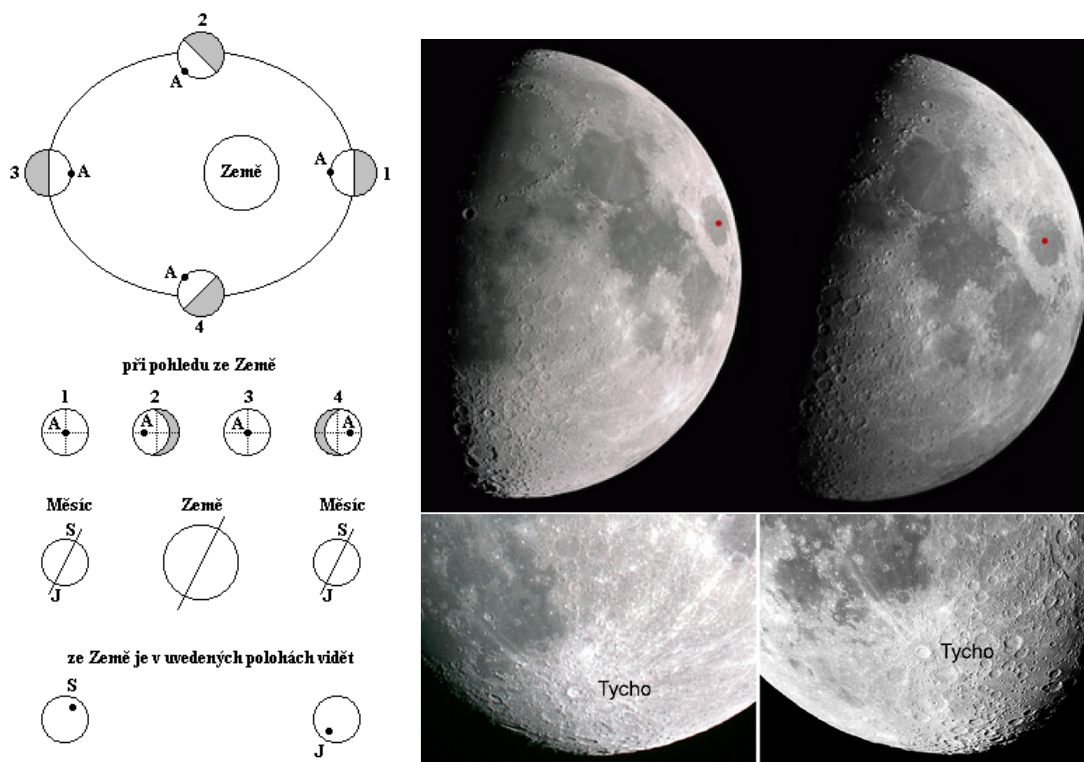 2
A
3
A
Země
A
1
A
4
při pohledu ze Země
1 2 3 4
A A A A
Měsíc Země Měsíc
S S
J J
ze Země je v uvedených polohách vidět
S
J
Tycho
Tycho